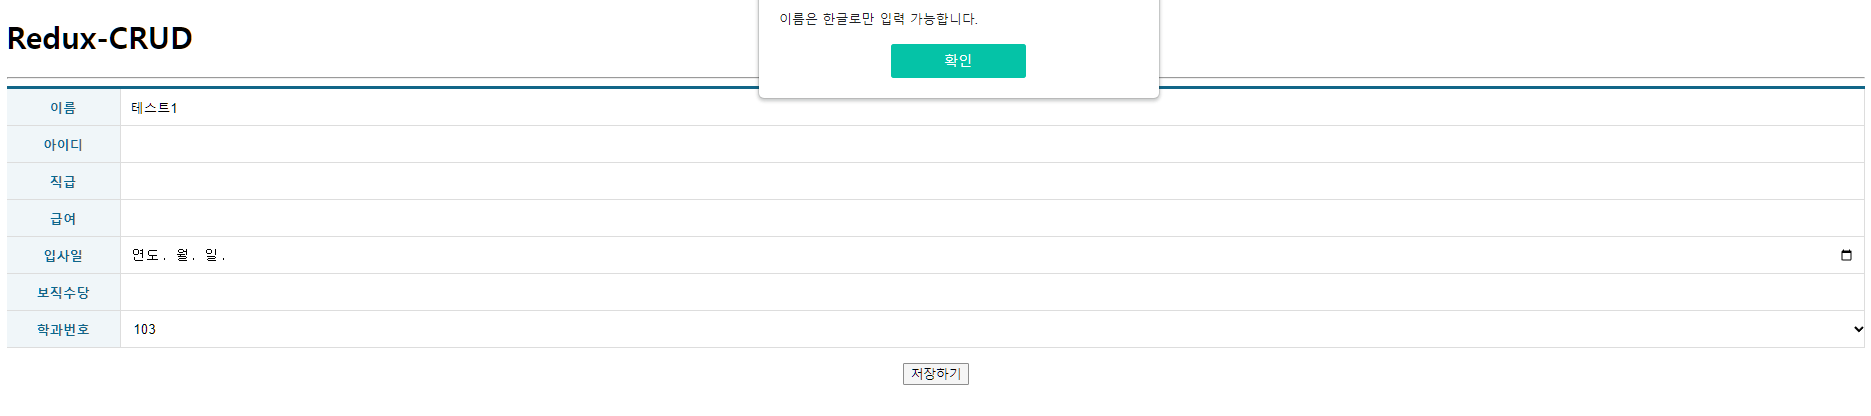 이름은 한글로만 입력 가능합니다.
확인
Redux-CRUD
이름 테스트1
아이디
직급
급여
입사일 연도. 월. 일.
보직수당
학과번호 103
저장하기